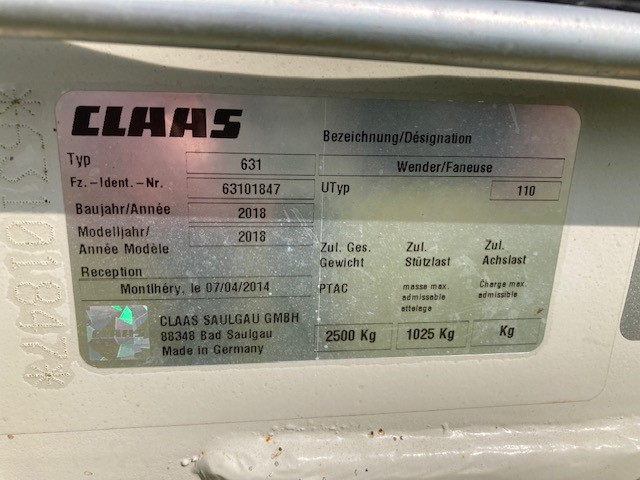 CLAAS
Bezeichnung/Désignation
Typ 631 Wender/Faneuse
Fz.-Ident.-Nr. 63101847 UTyp 110
Baujahr/Année 2018
Modelljahr/
Année Modèle 2018
Zul. Ges.
Gewicht
Zul.
Stützlast
Zul.
Achslast
Reception
Montlhéry, le 07/04/2014
PTAC
masse max.
admissable
attelage
Charge max.
admissible
CLAAS SAULGAU GMBH
88348 Bad Saulgau
Made in Germany
2500 Kg 1025 Kg Kg
*63101847*